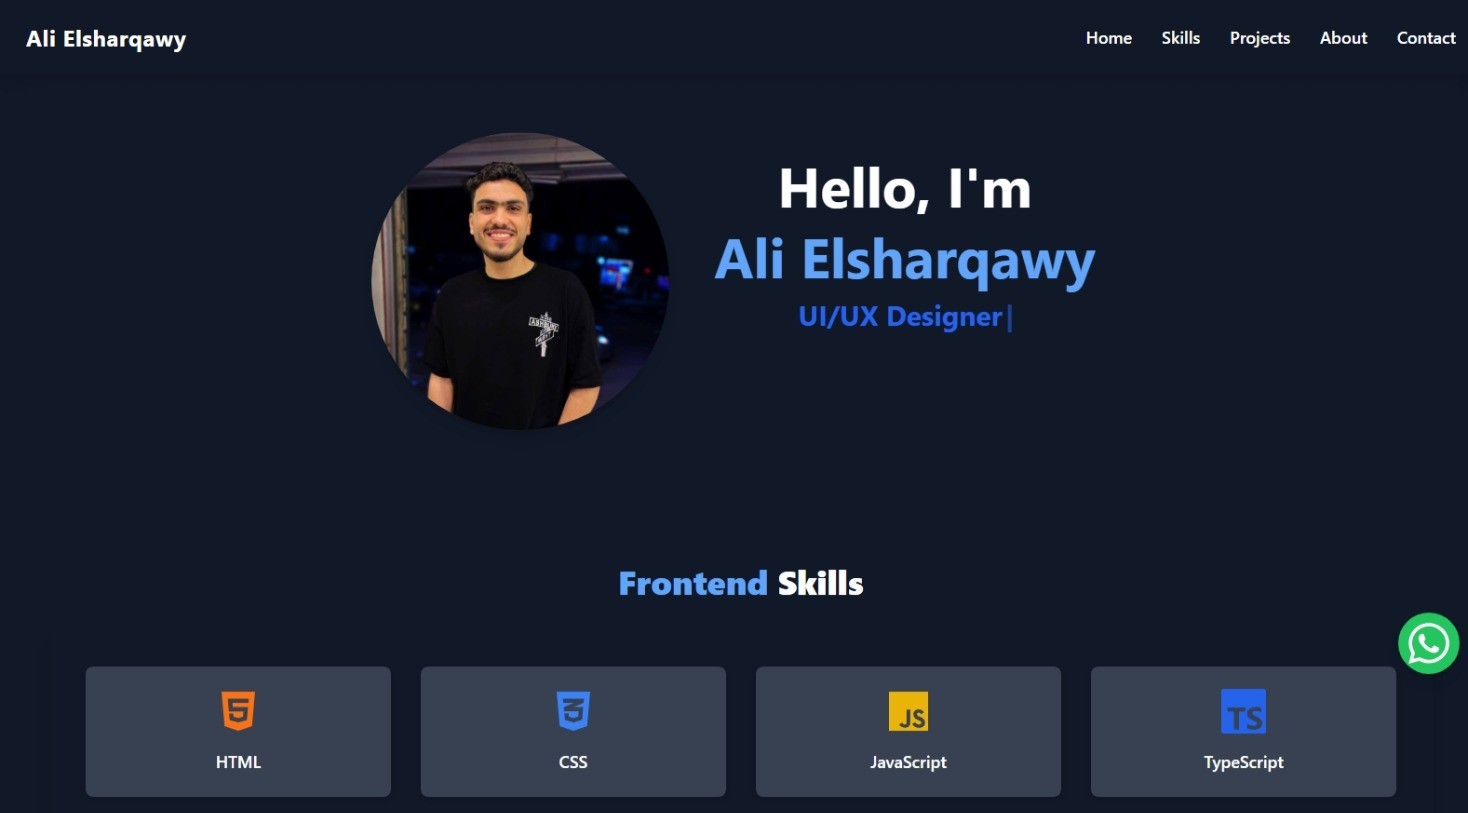 Ali Elsharqawy
Home Skills Projects About Contact
Hello, I'm
Ali Elsharqawy
UI/UX Designer|
Frontend Skills
5
3
JS
TS
HTML
CSS
JavaScript
TypeScript